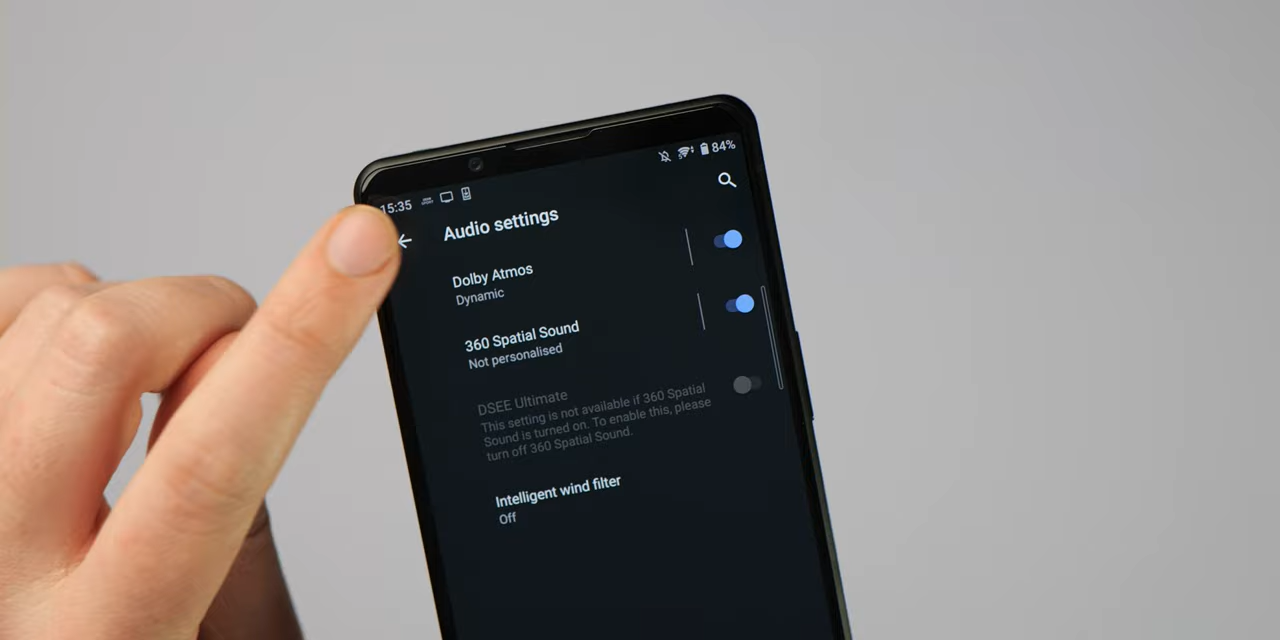 15:35
84%
Audio settings
Dolby Atmos
Dynamic
360 Spatial Sound
Not personalised
DSEE Ultimate
This setting is not available if 360 Spatial
Sound is turned on. To enable this, please
turn off 360 Spatial Sound.
Intelligent wind filter
Off